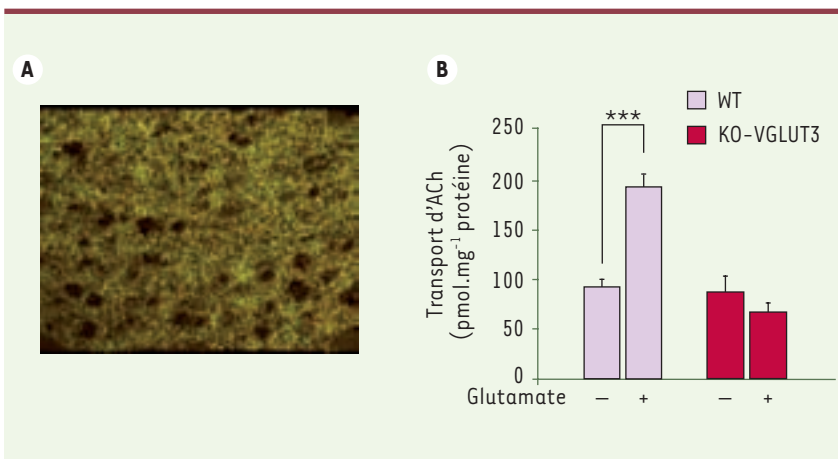 A
B
WT
KO-VGLUT3
***
250
200
150
100
50
0
Transport d'ACh
(pmol.mg⁻¹ protéine)
Glutamate – + – +